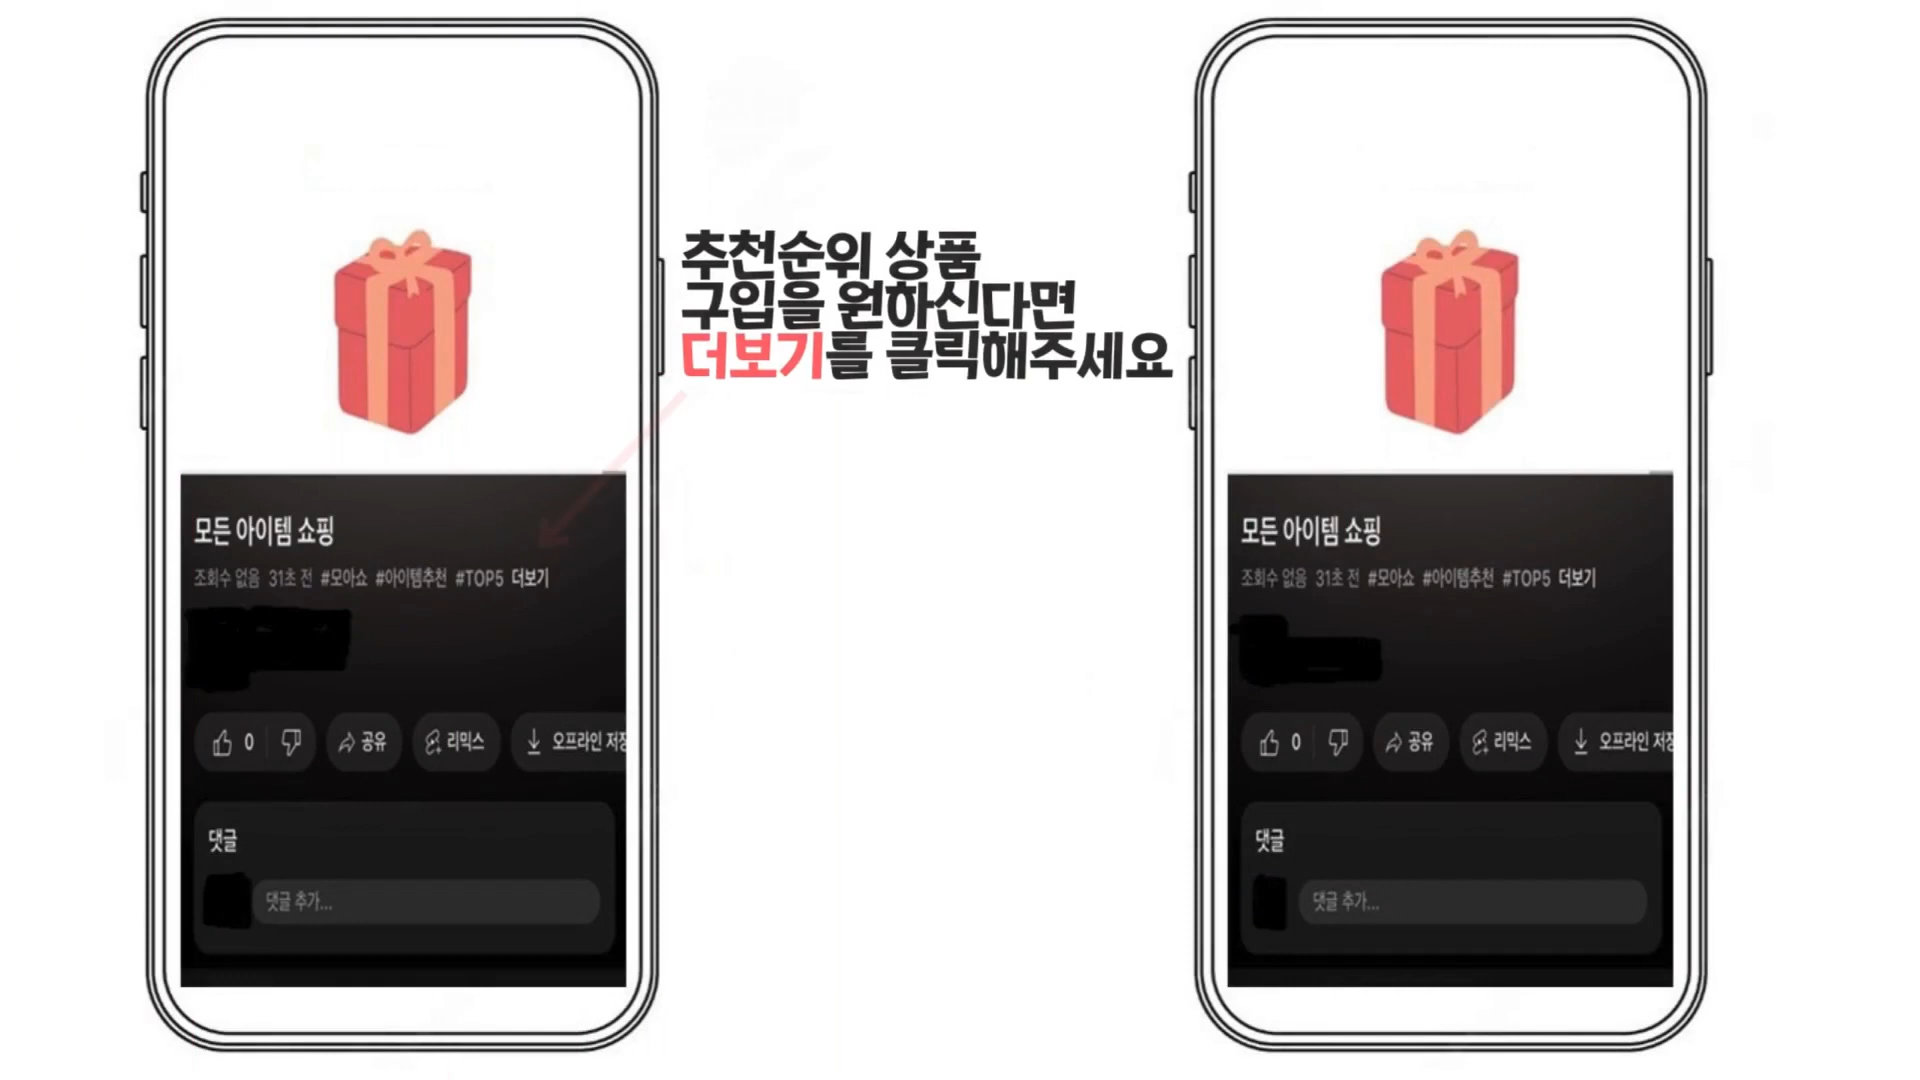 추천순위 상품
구입을 원하신다면
더보기를 클릭해주세요
모든 아이템 쇼핑
조회수 없음 31초 전 #모아쇼 #아이템추천 #TOP5 더보기
0 공유 리믹스 오프라인 저장
댓글
댓글 추가...
모든 아이템 쇼핑
조회수 없음 31초 전 #모아쇼 #아이템추천 #TOP5 더보기
0 공유 리믹스 오프라인 저장
댓글
댓글 추가...